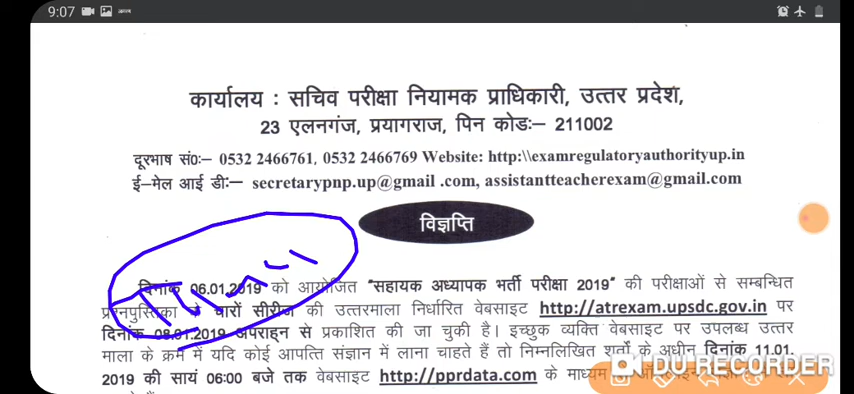 9:07
कार्यालय : सचिव परीक्षा नियामक प्राधिकारी, उत्तर प्रदेश,
23 एलनगंज, प्रयागराज, पिन कोड:- 211002
दूरभाष सं0:- 0532 2466761, 0532 2466769 Website: http:\\examregulatoryauthorityup.in
ई-मेल आई डी:- secretarypnp.up@gmail .com, assistantteacherexam@gmail.com
विज्ञप्ति
दिनांक 06.01.2019 को आयोजित "सहायक अध्यापक भर्ती परीक्षा 2019" की परीक्षाओं से सम्बन्धित
प्रश्नपुस्तिका के चारों सीरीज की उत्तरमाला निर्धारित वेबसाइट http://atrexam.upsdc.gov.in पर
दिनांक 08.01.2019 अपराह्न से प्रकाशित की जा चुकी है। इच्छुक व्यक्ति वेबसाइट पर उपलब्ध उत्तर
माला के क्रम में यदि कोई आपत्ति संज्ञान में लाना चाहते हैं तो निम्नलिखित शर्तों के अधीन दिनांक 11.01.
2019 की सायं 06:00 बजे तक वेबसाइट http://pprdata.com के माध्यम
DU RECORDER